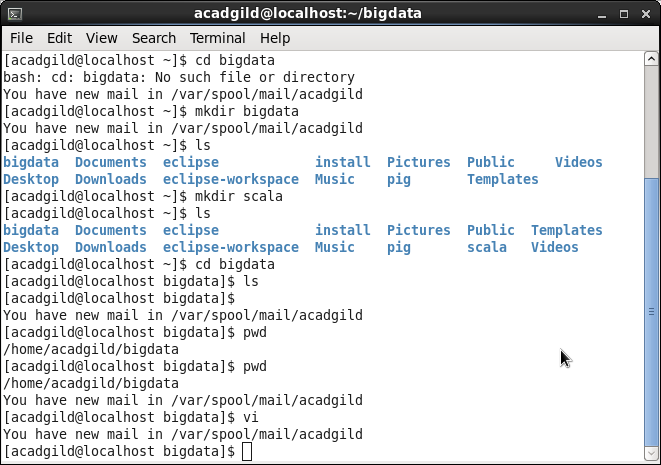 acadgild@localhost:~/bigdata
File Edit View Search Terminal Help
[acadgild@localhost ~]$ cd bigdata
bash: cd: bigdata: No such file or directory
You have new mail in /var/spool/mail/acadgild
[acadgild@localhost ~]$ mkdir bigdata
You have new mail in /var/spool/mail/acadgild
[acadgild@localhost ~]$ ls
bigdata  Documents  eclipse            install  Pictures  Public     Videos
Desktop  Downloads  eclipse-workspace  Music    pig       Templates
[acadgild@localhost ~]$ mkdir scala
[acadgild@localhost ~]$ ls
bigdata  Documents  eclipse            install  Pictures  Public  Templates
Desktop  Downloads  eclipse-workspace  Music    pig       scala   Videos
[acadgild@localhost ~]$ cd bigdata
[acadgild@localhost bigdata]$ ls
[acadgild@localhost bigdata]$
You have new mail in /var/spool/mail/acadgild
[acadgild@localhost bigdata]$ pwd
/home/acadgild/bigdata
[acadgild@localhost bigdata]$ pwd
/home/acadgild/bigdata
You have new mail in /var/spool/mail/acadgild
[acadgild@localhost bigdata]$ vi
You have new mail in /var/spool/mail/acadgild
[acadgild@localhost bigdata]$